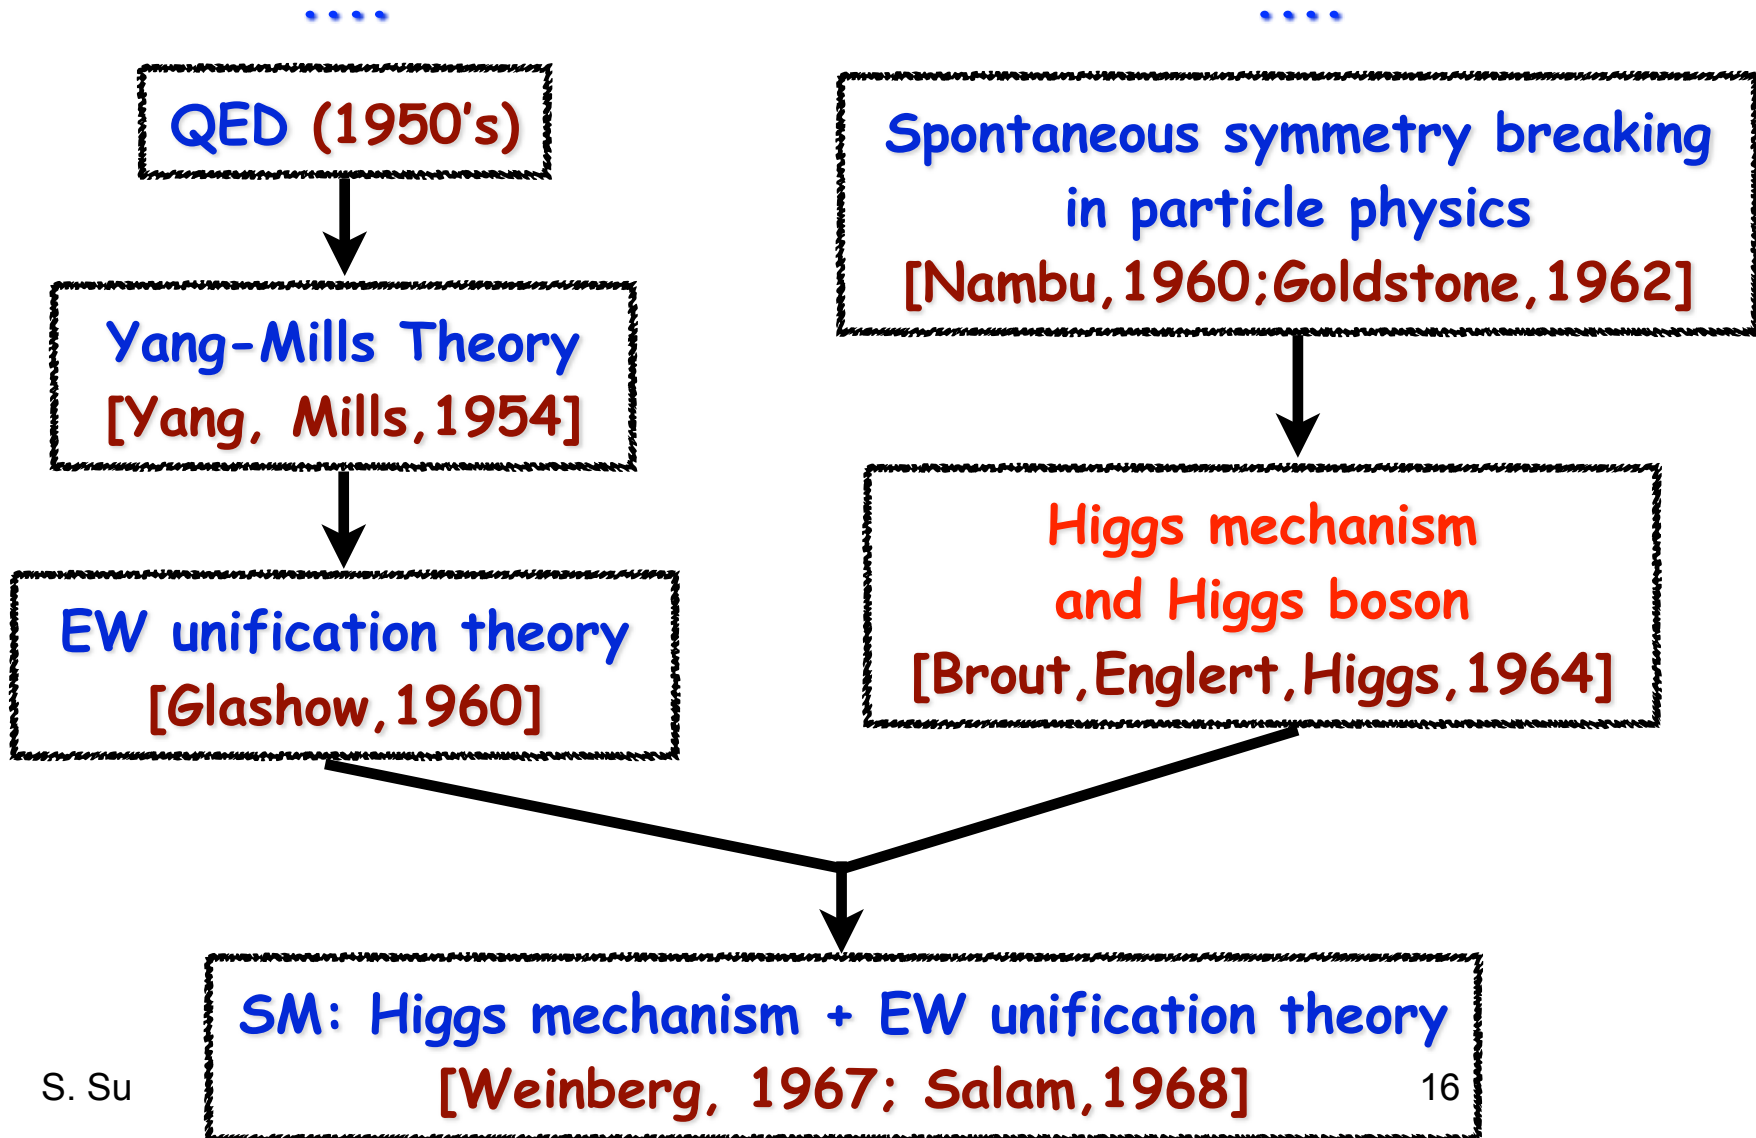 .... ....
QED (1950's)
Yang-Mills Theory
[Yang, Mills,1954]
EW unification theory
[Glashow,1960]
Spontaneous symmetry breaking
in particle physics
[Nambu,1960;Goldstone,1962]
Higgs mechanism
and Higgs boson
[Brout,Englert,Higgs,1964]
SM: Higgs mechanism + EW unification theory
[Weinberg, 1967; Salam,1968]
S. Su
16